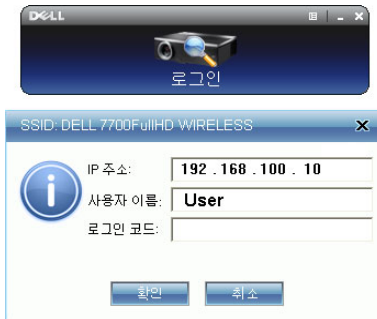 DELL
로그인
SSID: DELL 7700FullHD WIRELESS
IP 주소: 192 . 168 . 100 . 10
사용자 이름: User
로그인 코드:
확인 취소